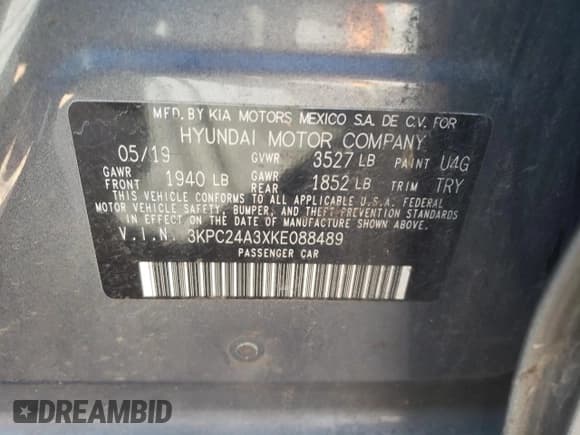 MFD. BY KIA MOTORS MEXICO S.A. DE C.V. FOR
HYUNDAI MOTOR COMPANY
05/19 GVWR 3527 LB PAINT U4G
GAWR FRONT 1940 LB GAWR REAR 1852 LB TRIM TRY
THIS VEHICLE CONFORMS TO ALL APPLICABLE U.S.A. FEDERAL
MOTOR VEHICLE SAFETY, BUMPER, AND THEFT PREVENTION STANDARDS
IN EFFECT ON THE DATE OF MANUFACTURE SHOWN ABOVE.
V.I.N. 3KPC24A3XKE088489
PASSENGER CAR
DREAMBID